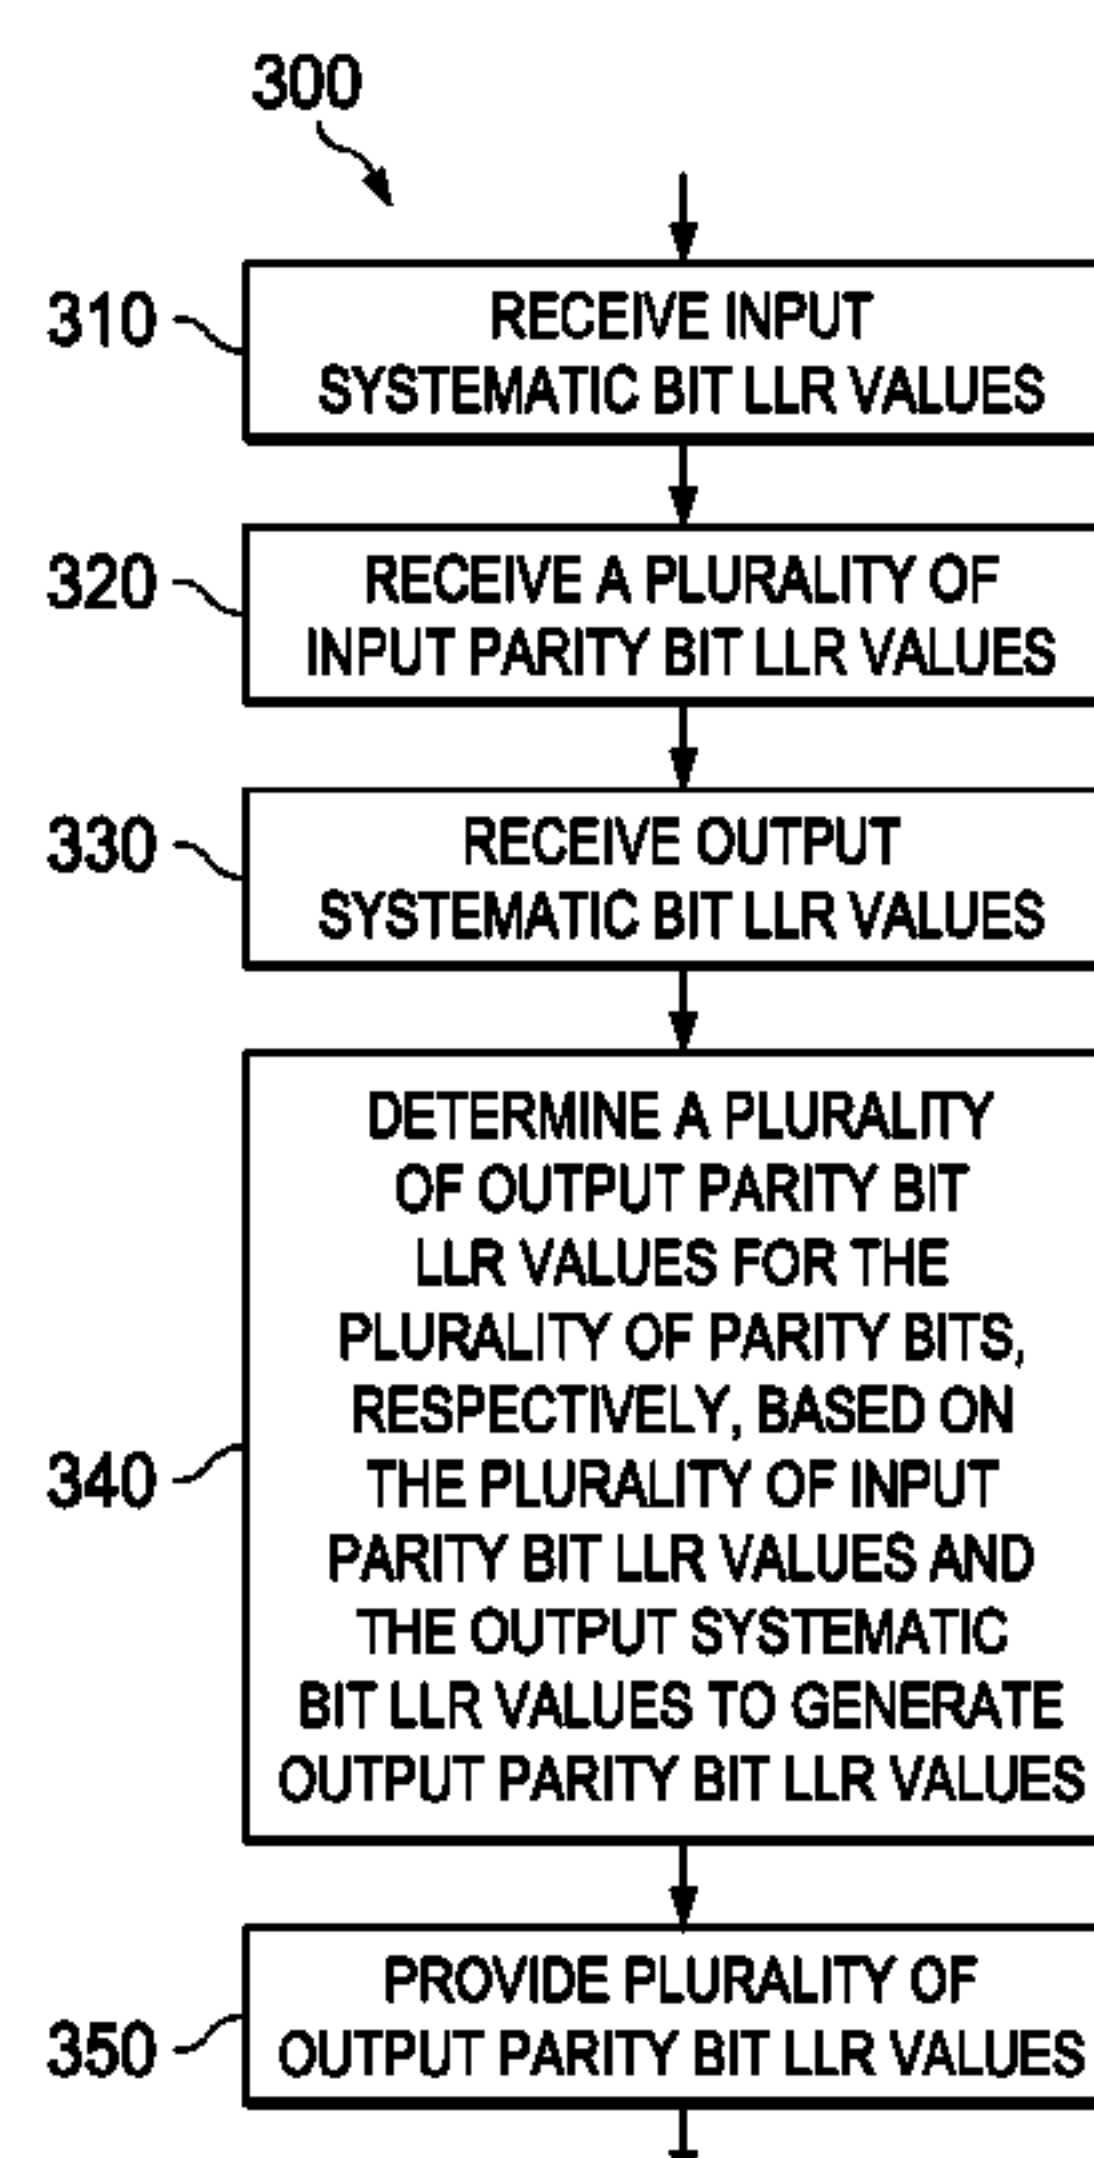 300
310
RECEIVE INPUT
SYSTEMATIC BIT LLR VALUES
320
RECEIVE A PLURALITY OF
INPUT PARITY BIT LLR VALUES
330
RECEIVE OUTPUT
SYSTEMATIC BIT LLR VALUES
340
DETERMINE A PLURALITY
OF OUTPUT PARITY BIT
LLR VALUES FOR THE
PLURALITY OF PARITY BITS,
RESPECTIVELY, BASED ON
THE PLURALITY OF INPUT
PARITY BIT LLR VALUES AND
THE OUTPUT SYSTEMATIC
BIT LLR VALUES TO GENERATE
OUTPUT PARITY BIT LLR VALUES
350
PROVIDE PLURALITY OF
OUTPUT PARITY BIT LLR VALUES